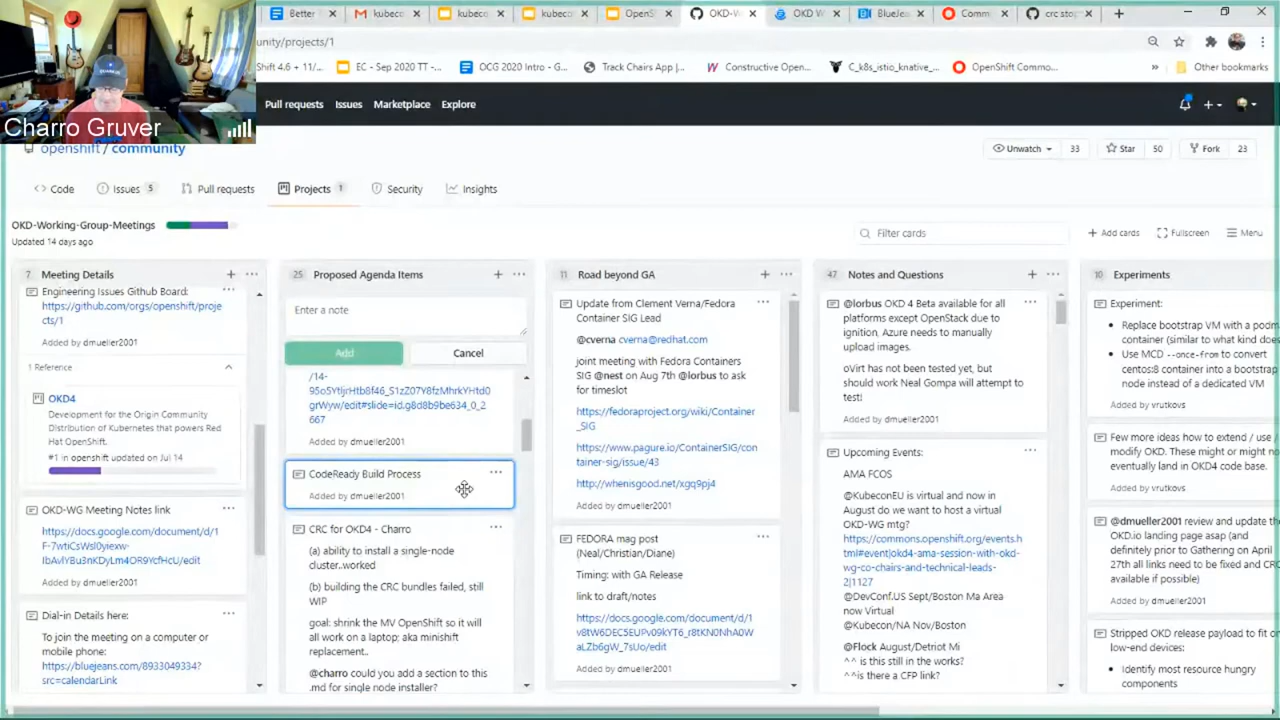 Better
kubeco
kubeco
kubeco
OpenS
OKD-W
OKD W
BlueJea
Comm
crc stop
unity/projects/1
Shift 4.6 + 11/...
EC - Sep 2020 TT -...
OCG 2020 Intro - G...
Track Chairs App |...
Constructive Open...
C_k8s_istio_knative_...
OpenShift Commo...
»
Other bookmarks
Charro Gruver
Pull requests
Issues
Marketplace
Explore
openshift / community
Unwatch
33
Star
50
Fork
23
Code
Issues 5
Pull requests
Projects 1
Security
Insights
OKD-Working-Group-Meetings
Updated 14 days ago
Filter cards
Add cards
Fullscreen
Menu
7 Meeting Details
Engineering Issues Github Board:
https://github.com/orgs/openshift/proje
cts/1
Added by dmueller2001
1 Reference
OKD4
Development for the Origin Community
Distribution of Kubernetes that powers Red
Hat OpenShift.
#1 in openshift updated on Jul 14
OKD-WG Meeting Notes link
https://docs.google.com/document/d/1
Added by dmueller2001
Dial-in Details here:
To join the meeting on a computer or
mobile phone:
https://bluejeans.com/8933049334?
src=calendarLink
25 Proposed Agenda Items
Enter a note
Add
Cancel
/14-
667
Added by dmueller2001
CodeReady Build Process
Added by dmueller2001
CRC for OKD4 - Charro
(a) ability to install a single-node
cluster..worked
(b) building the CRC bundles failed, still
WIP
goal: shrink the MV OpenShift so it will
all work on a laptop; aka minishift
replacement..
@charro could you add a section to this
.md for single node installer?
11 Road beyond GA
Update from Clement Verna/Fedora
Container SIG Lead
@cverna cverna@redhat.com
joint meeting with Fedora Containers
SIG @nest on Aug 7th @lorbus to ask
for timeslot
https://fedoraproject.org/wiki/Container
_SIG
https://www.pagure.io/ContainerSIG/con
tainer-sig/issue/43
http://whenisgood.net/xgq9pj4
Added by dmueller2001
FEDORA mag post
(Neal/Christian/Diane)
Timing: with GA Release
link to draft/notes
https://docs.google.com/document/d/1
Added by dmueller2001
47 Notes and Questions
@lorbus OKD 4 Beta available for all
platforms except OpenStack due to
ignition, Azure needs to manually
upload images.
oVirt has not been tested yet, but
should work Neal Gompa will attempt to
test!
Added by dmueller2001
Upcoming Events:
AMA FCOS
@KubeconEU is virtual and now in
August do we want to host a virtual
OKD-WG mtg?
https://commons.openshift.org/events.h
tml#event|okd4-ama-session-with-okd-
wg-co-chairs-and-technical-leads-
2|1127
@DevConf.US Sept/Boston Ma Area
now Virtual
@Kubecon/NA Nov/Boston
@Flock August/Detriot Mi
^^ is this still in the works?
^^is there a CFP link?
10 Experiments
Experiment:
• Replace bootstrap VM with a podm
container (similar to what kind does
• Use MCD --once-from to convert
centos8 container into a bootstrap
node instead of a dedicated VM
Added by vrutkovs
Few more ideas how to extend / use /
modify OKD. These might or might no
eventually land in OKD4 code base.
Added by vrutkovs
@dmueller2001 review and update the
OKD.io landing page asap (and
definitely prior to Gathering on April
27th all links need to be fixed and CRC
available if possible)
Added by dmueller2001
Stripped OKD release payload to fit on
low-end devices:
• Identify most resource hungry
components